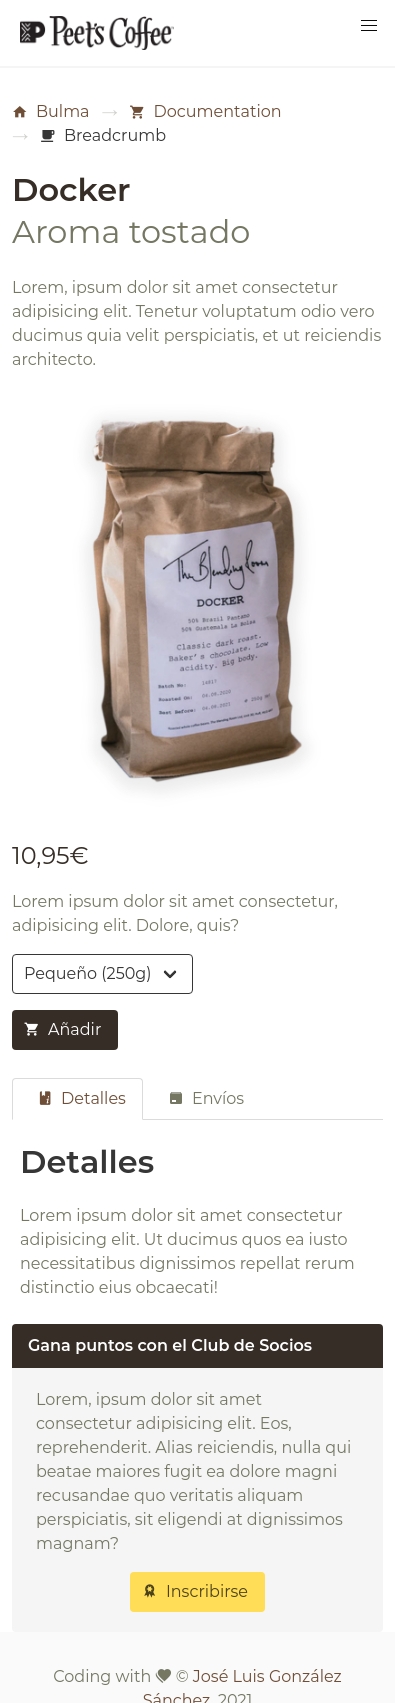 Peet's Coffee
Bulma → Documentation
→ Breadcrumb
Docker
Aroma tostado
Lorem, ipsum dolor sit amet consectetur
adipisicing elit. Tenetur voluptatum odio vero
ducimus quia velit perspiciatis, et ut reiciendis
architecto.
The Blending Room
DOCKER
50% Guatemala La Bolsa
Classic dark roast.
Baker's chocolate. Low
acidity. Big body.
Batch No:
Roasted On:
Best Before:
10,95€
Lorem ipsum dolor sit amet consectetur,
adipisicing elit. Dolore, quis?
Pequeño (250g)
Añadir
Detalles Envíos
Detalles
Lorem ipsum dolor sit amet consectetur
adipisicing elit. Ut ducimus quos ea iusto
necessitatibus dignissimos repellat rerum
distinctio eius obcaecati!
Gana puntos con el Club de Socios
Lorem, ipsum dolor sit amet
consectetur adipisicing elit. Eos,
reprehenderit. Alias reiciendis, nulla qui
beatae maiores fugit ea dolore magni
recusandae quo veritatis aliquam
perspiciatis, sit eligendi at dignissimos
magnam?
Inscribirse
Coding with © José Luis González
Sánchez, 2021